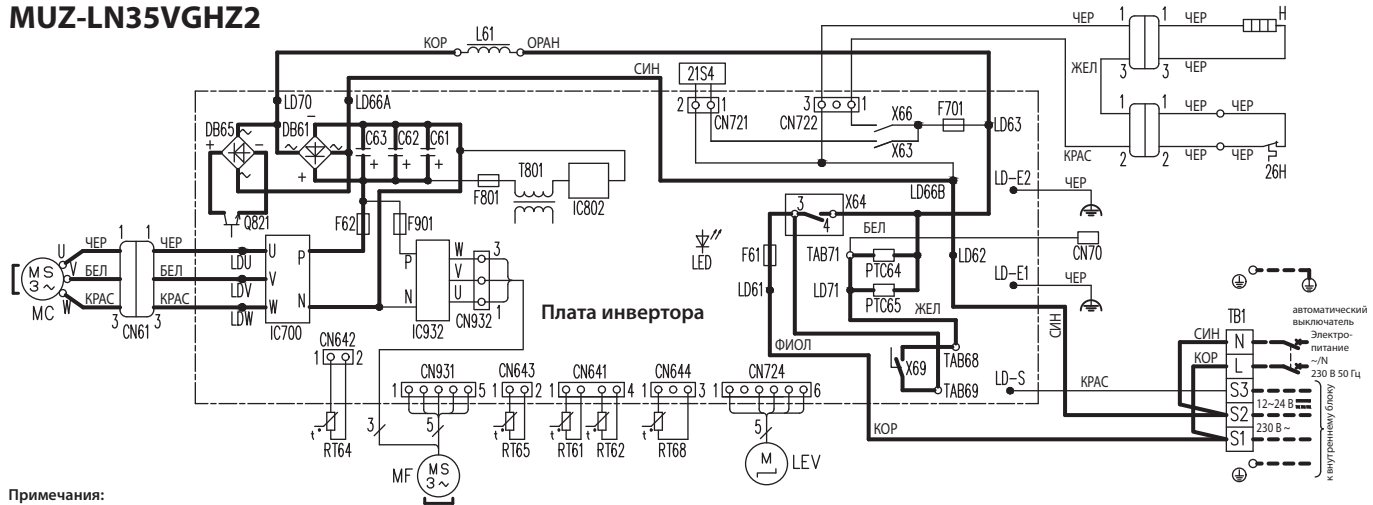 MUZ-LN35VGHZ2
КОР L61 ОРАН
СИН
21S4
2 1
CN721
3 1
CN722
X66
F701
X63
LD63
ЧЕР 1 1 ЧЕР H
ЖЕЛ 3 3 ЧЕР
1 1 ЧЕР ЧЕР
КРАС 2 2 ЧЕР ЧЕР
26H
LD70
LD66A
DB65
+ −
~
DB61
−
~ ~
+
C63 C62 C61
+ + +
Q821
F801
T801
IC802
F62
F901
LD66B
LD-E2 ЧЕР
3 X64
4
БЕЛ
TAB71
PTC64
LD71
PTC65
ЖЕЛ
CN70
LD62
LD-E1 ЧЕР
F61
LD61
ФИОЛ
LED
MS
3~
MC
U ЧЕР 1 1 ЧЕР LDU U
V БЕЛ БЕЛ LDV V
W КРАС 3 3 КРАС LDW W
CN61
P
N
IC700
P
N
IC932
W 3
V
U 1
CN932
Плата инвертора
X69
TAB68
TAB69
СИН
LD-S КРАС
CN642
1 2
t°
RT64
3
CN931
1 5
5
MF
MS
3~
CN643
1 2
t°
RT65
CN641
1 4
t° t°
RT61 RT62
CN644
1 3
t°
RT68
CN724
1 6
5
M
LEV
КОР
TB1
СИН N
КОР L
S3
S2
S1
автоматический
выключатель
Электро-
питание
~/N
230 В 50 Гц
12~24 В
230 В ~
к внутреннему блоку
Примечания: